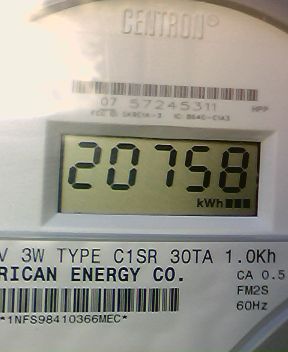 CENTRON®
07 57245311 HPP
20758
kWh
V 3W TYPE C1SR 30TA 1.0Kh
RICAN ENERGY CO.
CA 0.5
FM2S
60Hz
*1NFS98410366MEC*